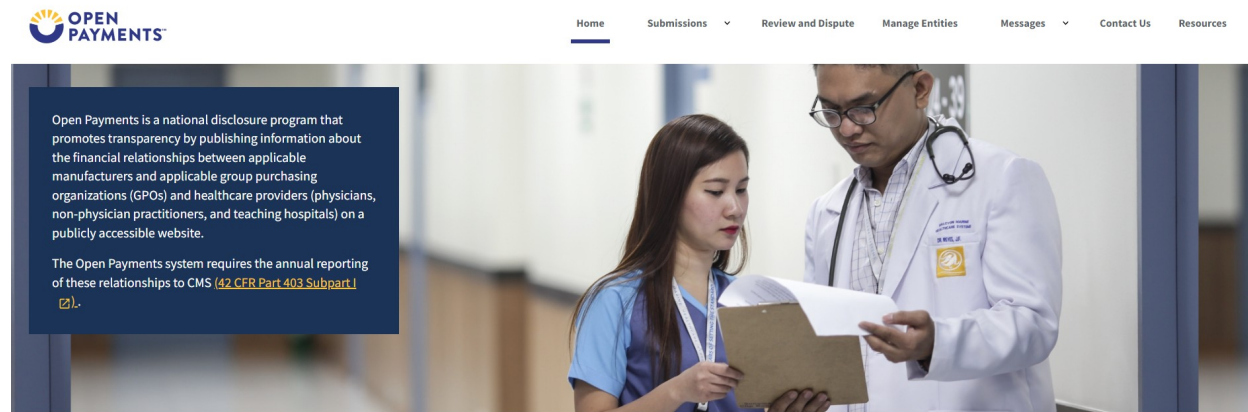 OPEN
PAYMENTS™
Home
Submissions
Review and Dispute
Manage Entities
Messages
Contact Us
Resources
Open Payments is a national disclosure program that
promotes transparency by publishing information about
the financial relationships between applicable
manufacturers and applicable group purchasing
organizations (GPOs) and healthcare providers (physicians,
non-physician practitioners, and teaching hospitals) on a
publicly accessible website.
The Open Payments system requires the annual reporting
of these relationships to CMS (42 CFR Part 403 Subpart I
).